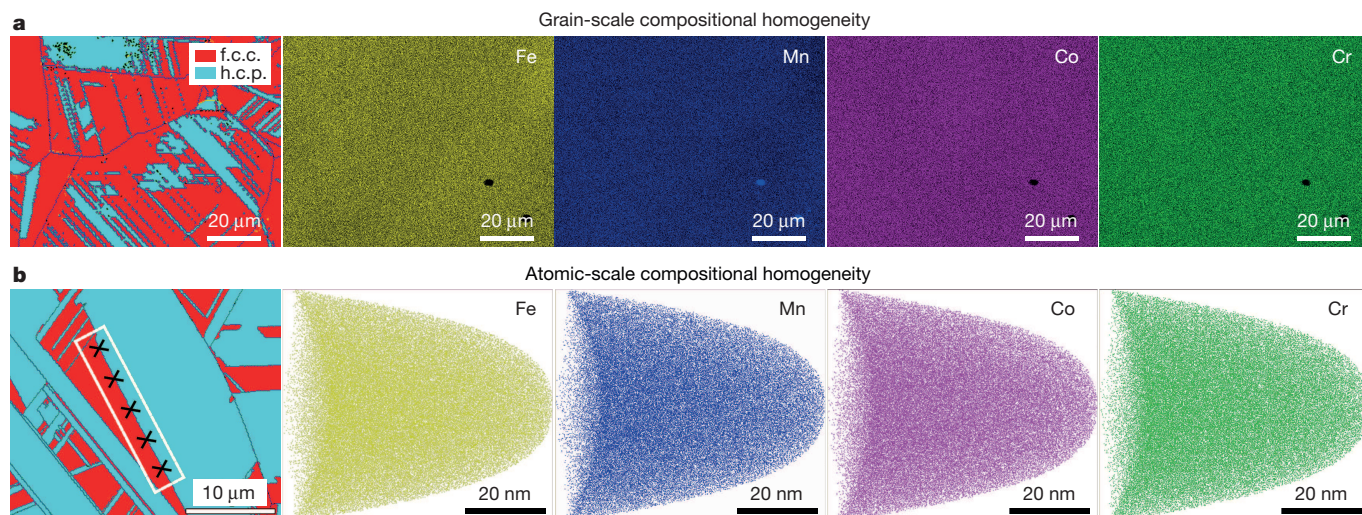 a
Grain-scale compositional homogeneity
f.c.c.
h.c.p.
Fe
Mn
Co
Cr
20 μm
20 μm
20 μm
20 μm
20 μm
b
Atomic-scale compositional homogeneity
Fe
Mn
Co
Cr
10 μm
20 nm
20 nm
20 nm
20 nm